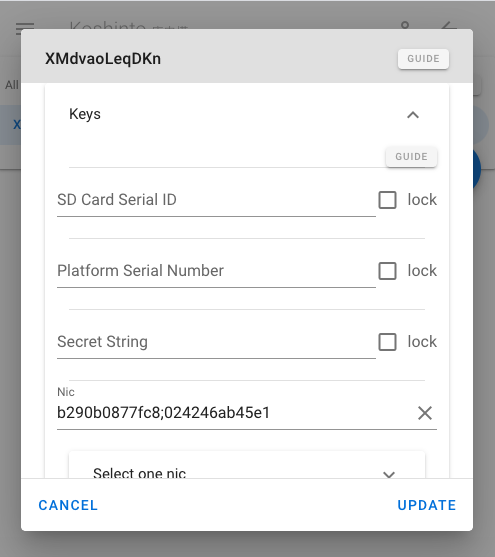 Koshinto
All
X
XMdvaoLeqDKn
GUIDE
Keys
GUIDE
SD Card Serial ID
lock
Platform Serial Number
lock
Secret String
lock
Nic
b290b0877fc8;024246ab45e1
Select one nic
CANCEL
UPDATE